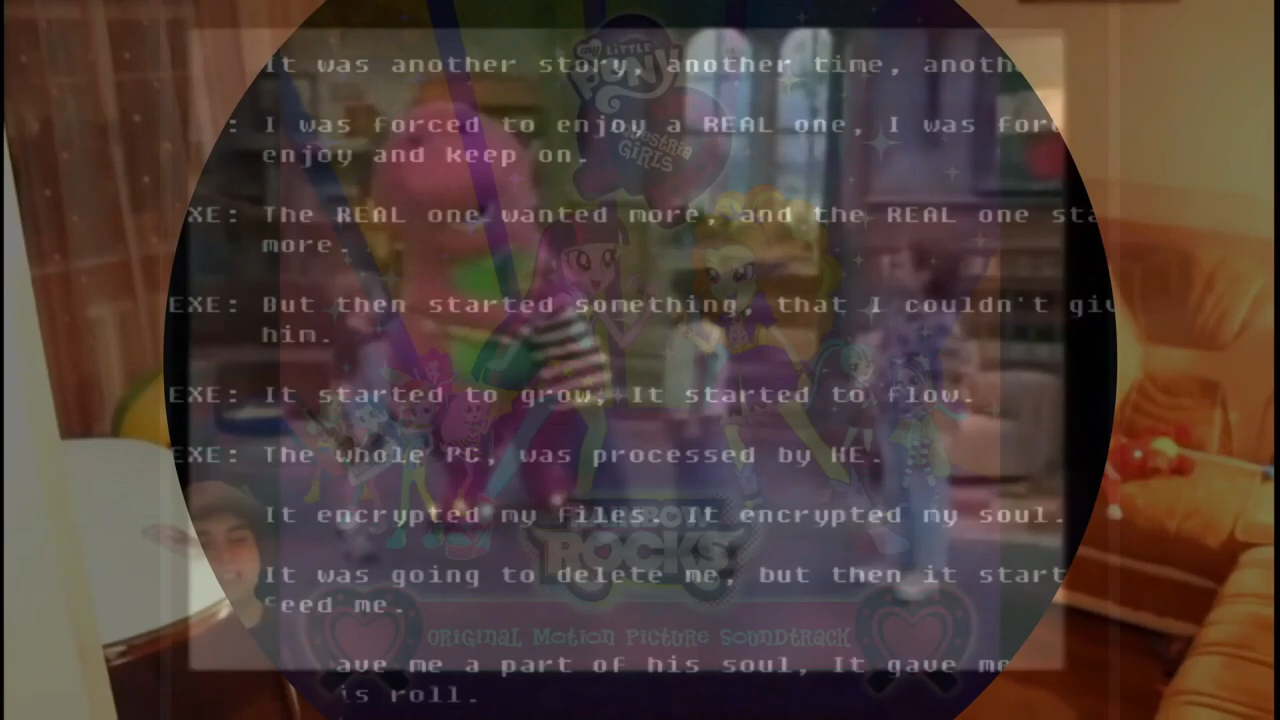 It was another story, another time, anoth
MY LITTLE
PONY
: I was forced to enjoy a REAL one, I was for
EQUESTRIA
GIRLS
enjoy and keep on.
XE: The REAL one wanted more, and the REAL one sta
more.
EXE: But then started something, that I couldn't giv
him.
EXE: It started to grow, It started to flow.
EXE: The whole PC, was processed by HE.
It encrypted my files. It encrypted my soul.
ROCKS
It was going to delete me, but then it start
feed me.
ORIGINAL MOTION PICTURE SOUNDTRACK
ave me a part of his soul, It gave me
is roll.